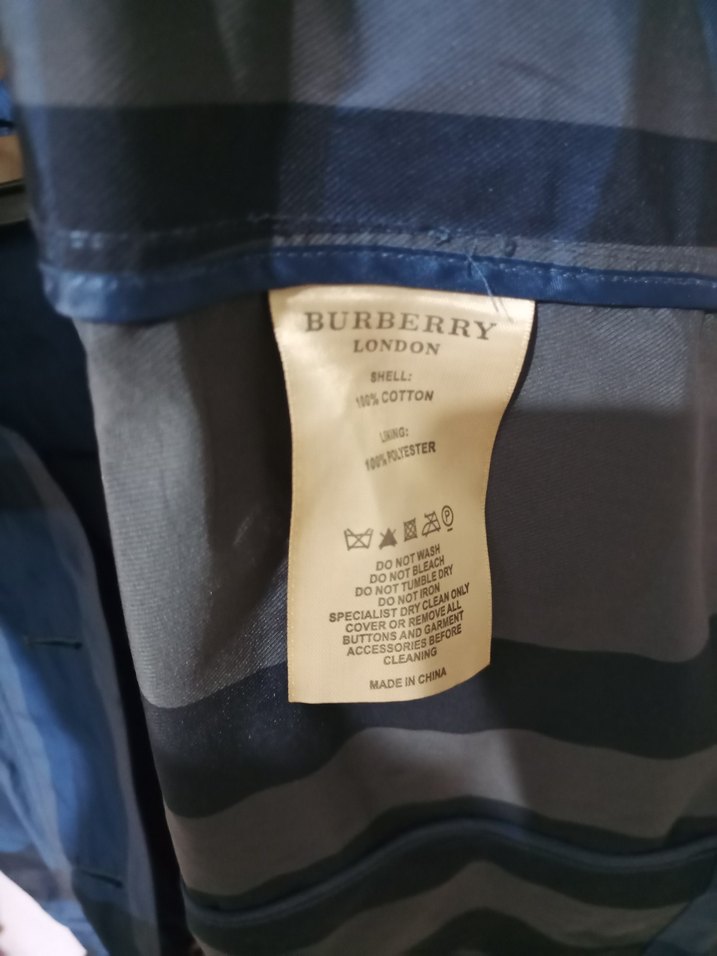 BURBERRY
LONDON
SHELL:
100% COTTON
LINING:
100% POLYESTER
P
DO NOT WASH
DO NOT BLEACH
DO NOT TUMBLE DRY
DO NOT IRON
SPECIALIST DRY CLEAN ONLY
COVER OR REMOVE ALL
BUTTONS AND GARMENT
ACCESSORIES BEFORE
CLEANING
MADE IN CHINA